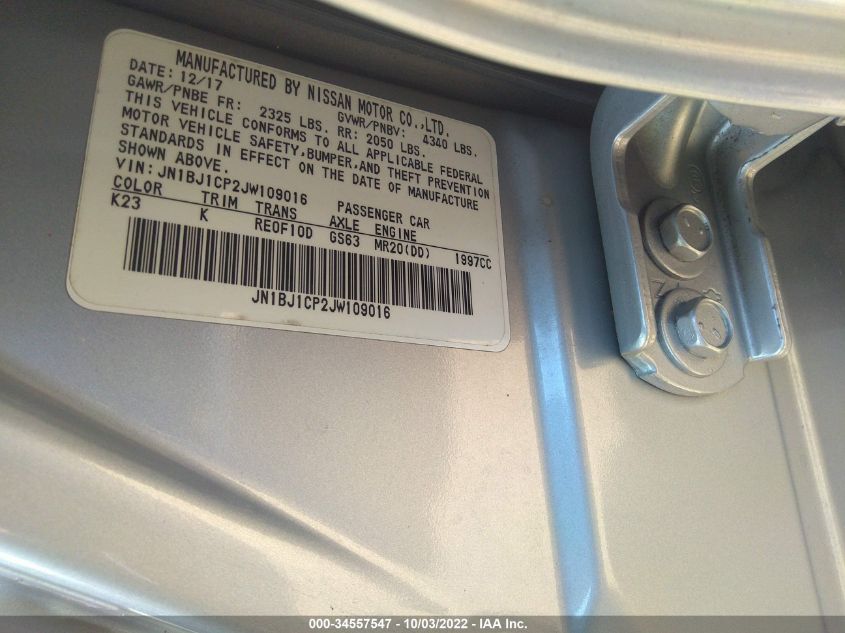 MANUFACTURED BY NISSAN MOTOR CO.,LTD.
DATE: 12/17
GAWR/PNBE FR: 2325 LBS. RR: 2050 LBS. GVWR/PNBV: 4340 LBS.
THIS VEHICLE CONFORMS TO ALL APPLICABLE FEDERAL
MOTOR VEHICLE SAFETY,BUMPER,AND THEFT PREVENTION
STANDARDS IN EFFECT ON THE DATE OF MANUFACTURE
SHOWN ABOVE.
VIN: JN1BJ1CP2JW109016 PASSENGER CAR
COLOR TRIM TRANS AXLE ENGINE
K23 K RE0F10D GS63 MR20(DD) 1997CC
JN1BJ1CP2JW109016
000-34557547 - 10/03/2022 - IAA Inc.